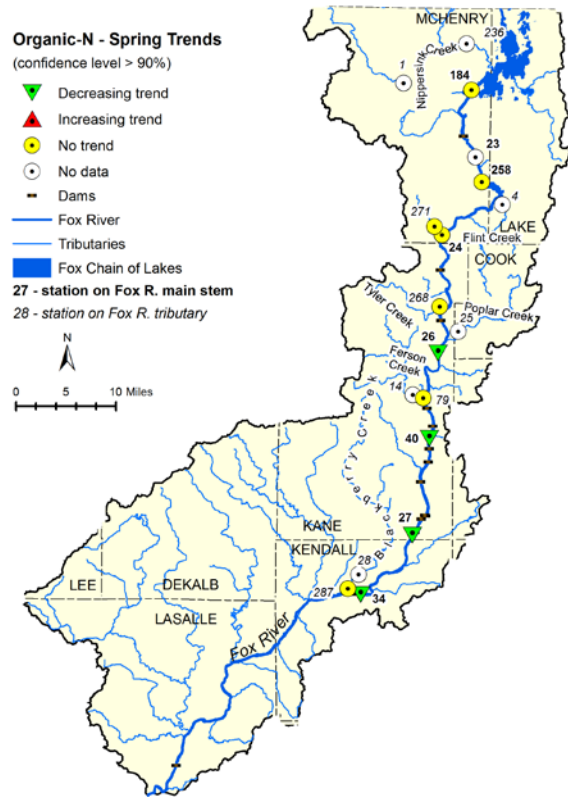 Organic-N - Spring Trends
(confidence level > 90%)
Decreasing trend
Increasing trend
No trend
No data
Dams
Fox River
Tributaries
Fox Chain of Lakes
27 - station on Fox R. main stem
28 - station on Fox R. tributary
N
0 5 10 Miles
MCHENRY
236
Nippersink Creek
1
184
23
258
4
271
LAKE
24
Flint Creek
COOK
Tyler Creek
268
Poplar Creek
25
26
Ferson
Creek
14
79
40
Blackberry Creek
27
KANE
KENDALL
28
LEE
DEKALB
287
34
LASALLE
Fox River